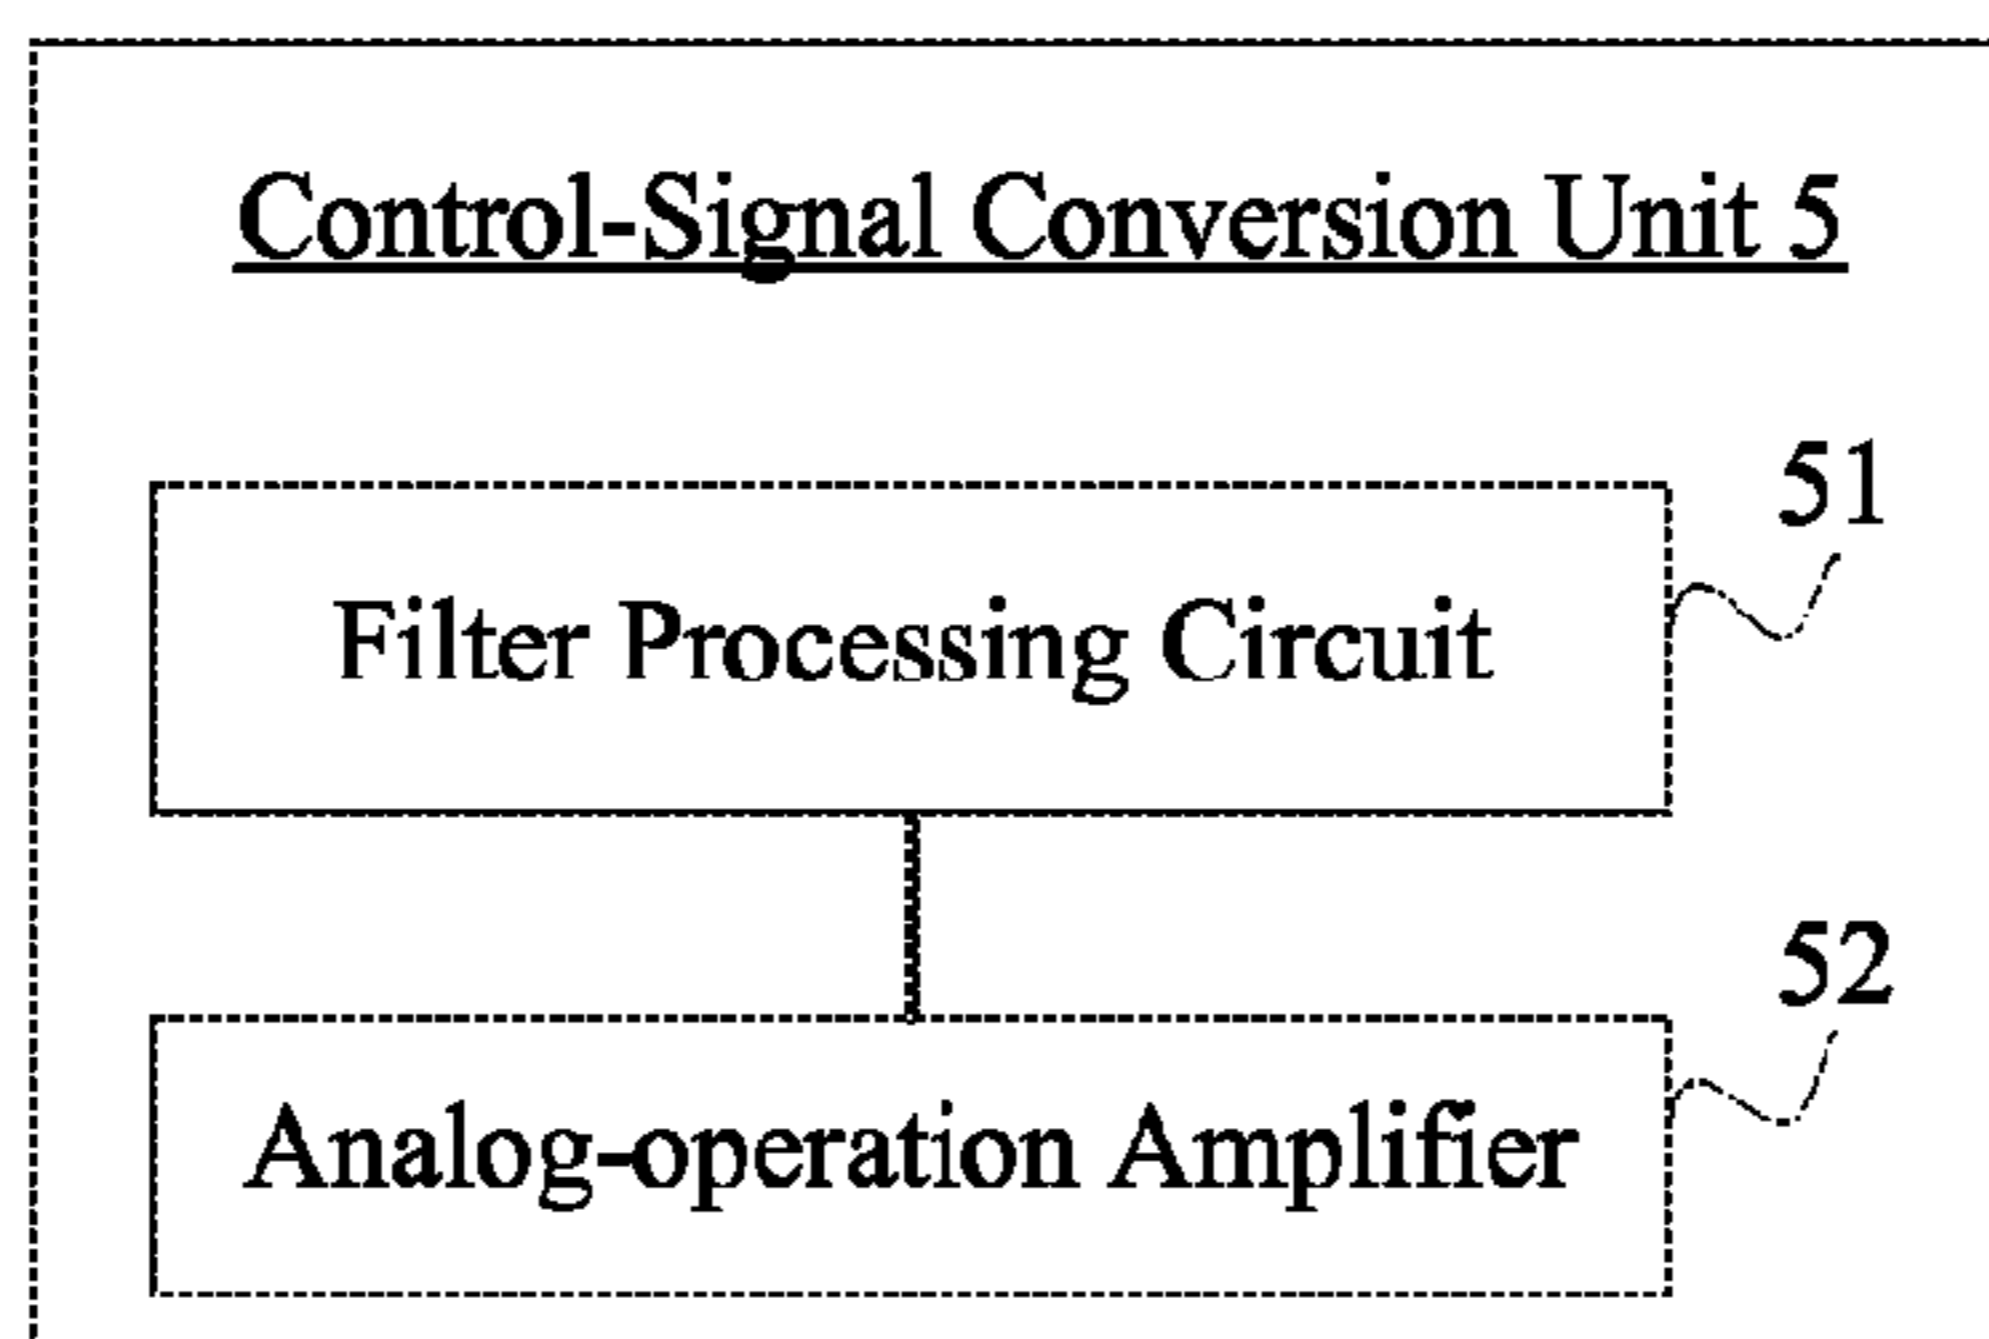 Control-Signal Conversion Unit 5
51
Filter Processing Circuit
52
Analog-operation Amplifier